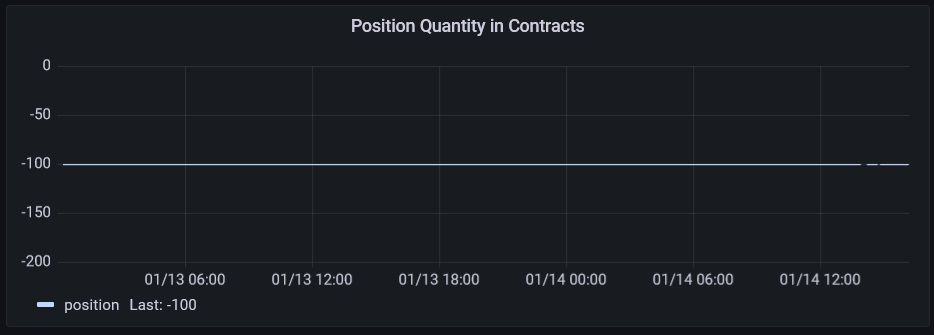 Position Quantity in Contracts
0
-50
-100
-150
-200
01/13 06:00 01/13 12:00 01/13 18:00 01/14 00:00 01/14 06:00 01/14 12:00
position Last: -100